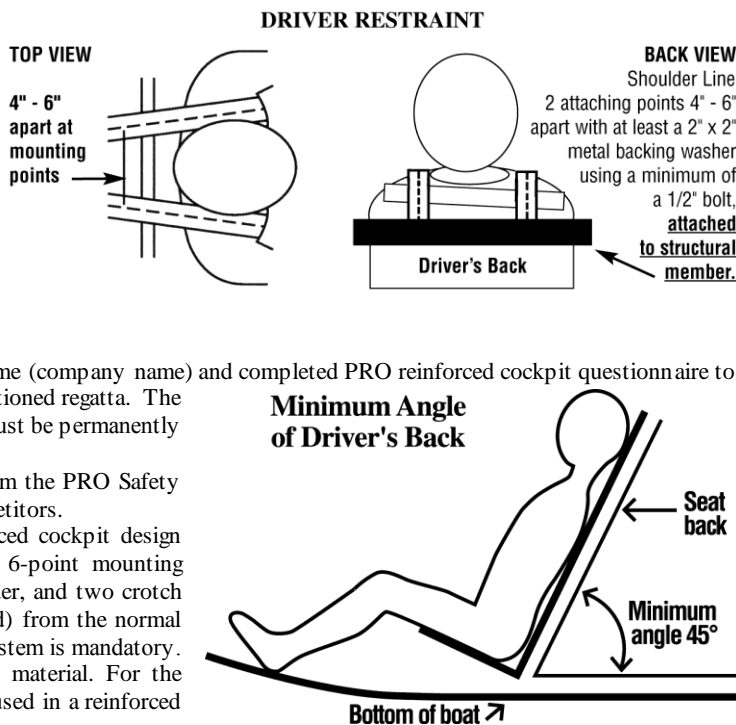 DRIVER RESTRAINT
TOP VIEW
4" - 6"
apart at
mounting
points
BACK VIEW
Shoulder Line
2 attaching points 4" - 6"
apart with at least a 2" x 2"
metal backing washer
using a minimum of
a 1/2" bolt,
attached
to structural
member.
Driver's Back
me (company name) and completed PRO reinforced cockpit questionnaire to
tioned regatta. The
ust be permanently
m the PRO Safety
etitors.
ced cockpit design
6-point mounting
er, and two crotch
d) from the normal
stem is mandatory.
material. For the
used in a reinforced
Minimum Angle
of Driver's Back
Seat
back
Minimum
angle 45°
Bottom of boat